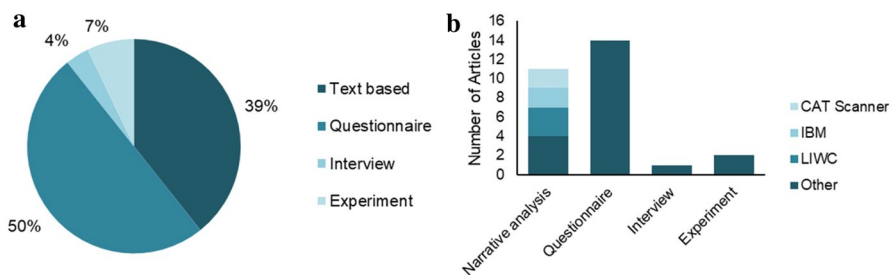 a
7%
4%
39%
50%
Text based
Questionnaire
Interview
Experiment
b
Number of Articles
16
14
12
10
8
6
4
2
0
Narrative analysis
Questionnaire
Interview
Experiment
CAT Scanner
IBM
LIWC
Other